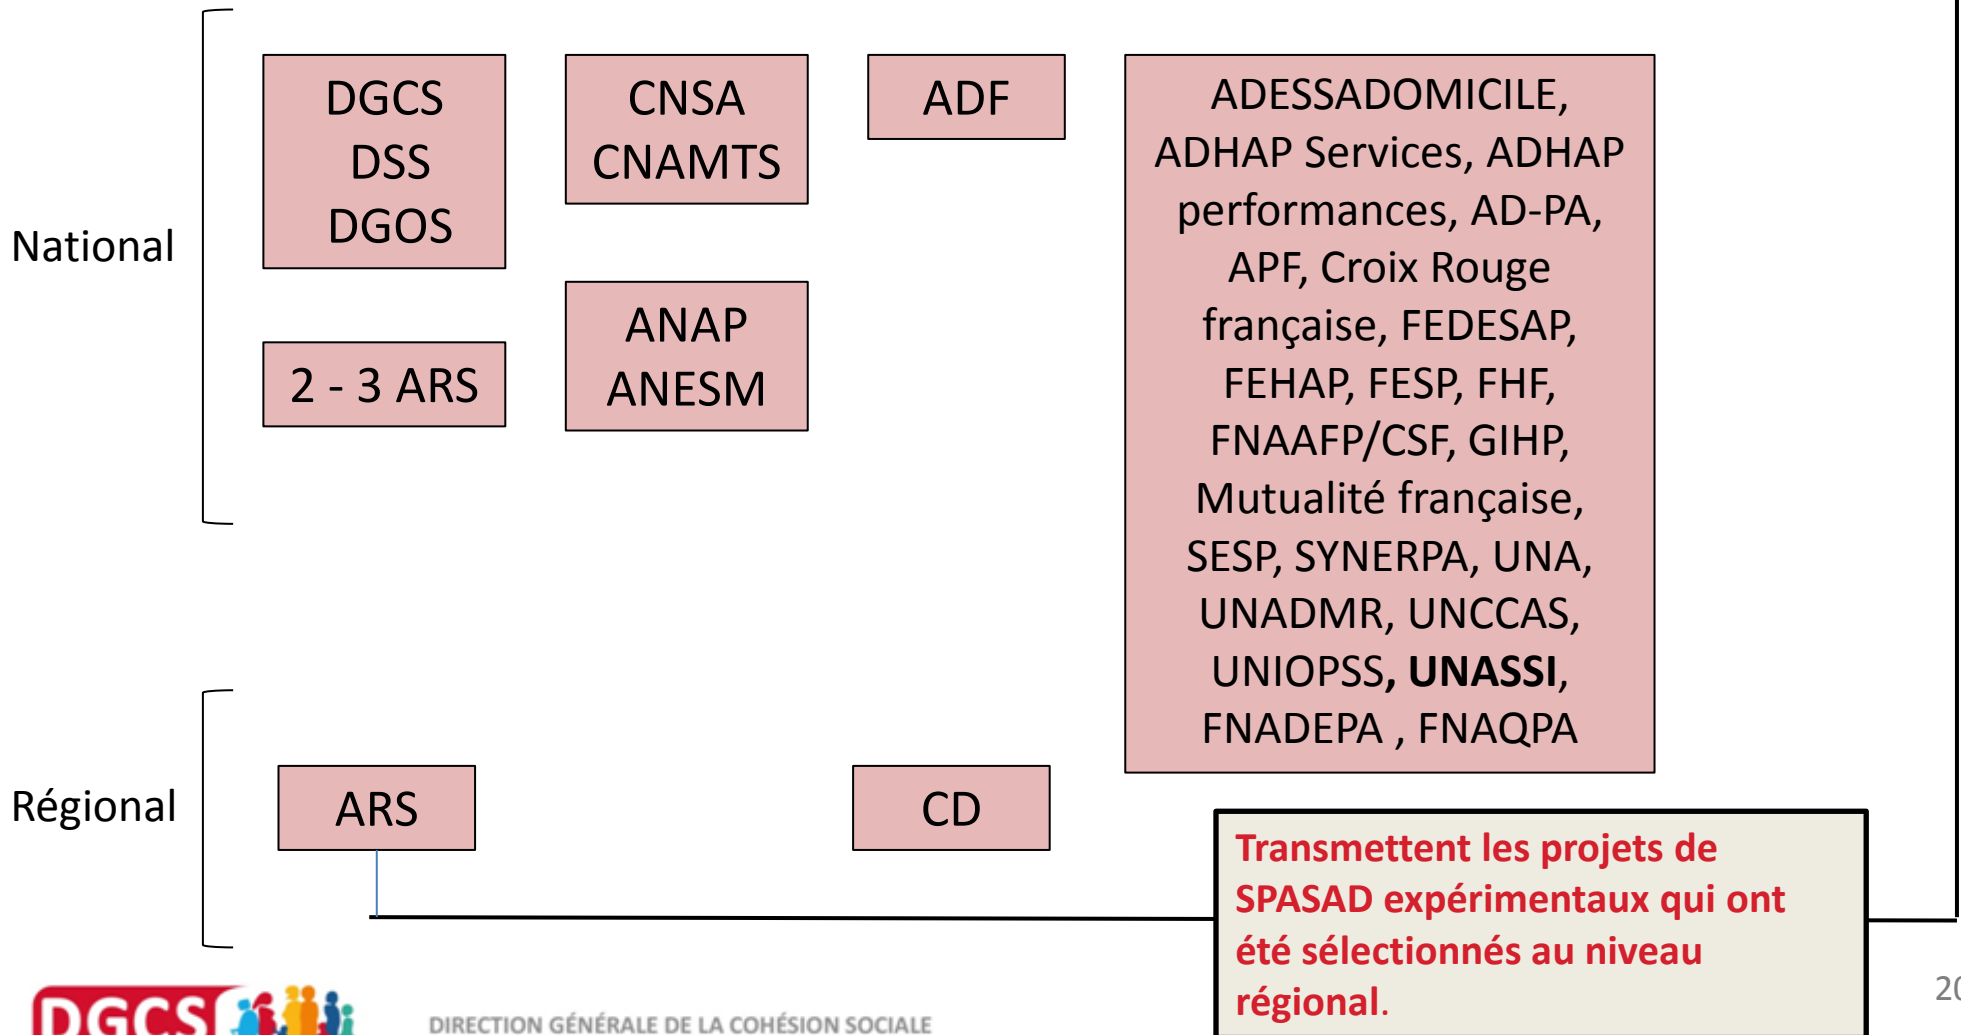 National
DGCS
DSS
DGOS
2 - 3 ARS
CNSA
CNAMTS
ANAP
ANESM
ADF
ADESSADOMICILE,
ADHAP Services, ADHAP
performances, AD-PA,
APF, Croix Rouge
française, FEDESAP,
FEHAP, FESP, FHF,
FNAAFP/CSF, GIHP,
Mutualité française,
SESP, SYNERPA, UNA,
UNADMR, UNCCAS,
UNIOPSS, UNASSI,
FNADEPA , FNAQPA
Régional
ARS
CD
Transmettent les projets de
SPASAD expérimentaux qui ont
été sélectionnés au niveau
régional.
DGCS
DIRECTION GÉNÉRALE DE LA COHÉSION SOCIALE
20